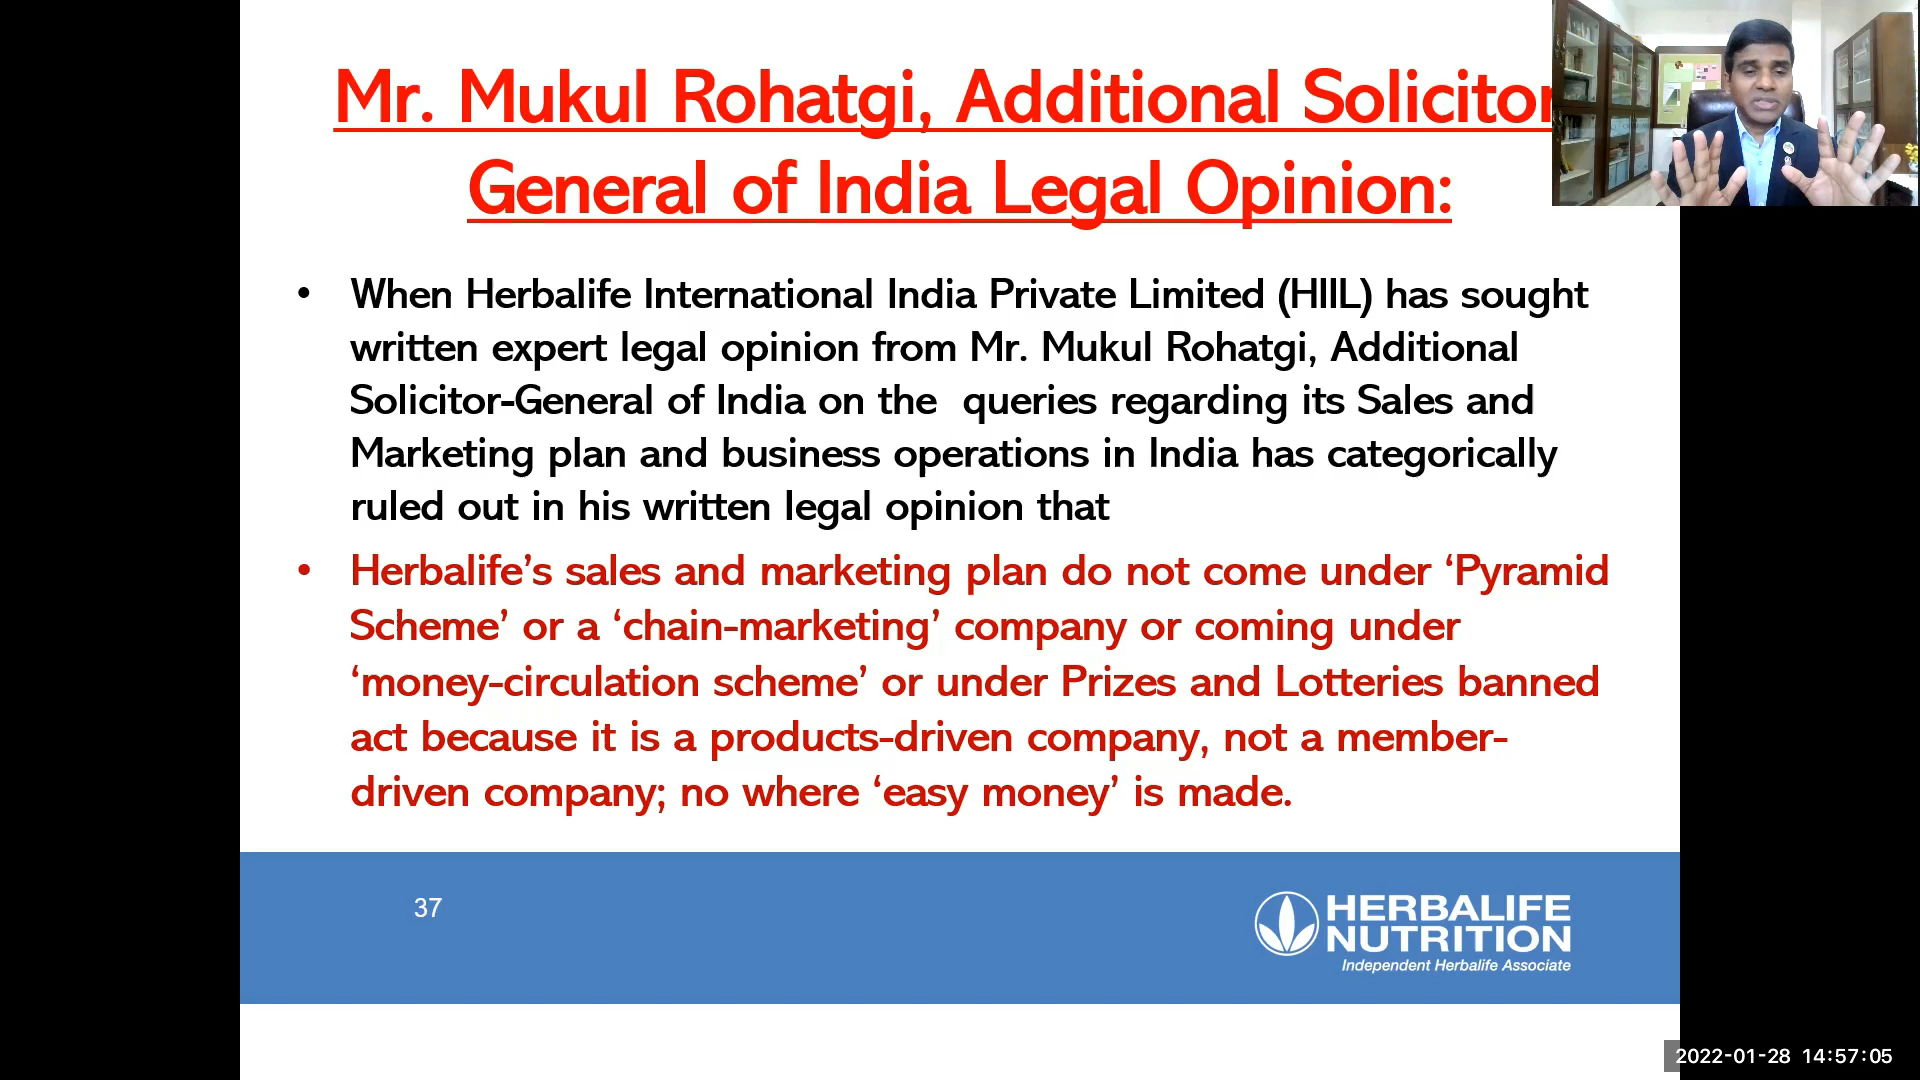 Mr. Mukul Rohatgi, Additional Solicitor
General of India Legal Opinion:
• When Herbalife International India Private Limited (HIIL) has sought
written expert legal opinion from Mr. Mukul Rohatgi, Additional
Solicitor-General of India on the  queries regarding its Sales and
Marketing plan and business operations in India has categorically
ruled out in his written legal opinion that
• Herbalife’s sales and marketing plan do not come under ‘Pyramid
Scheme’ or a ‘chain-marketing’ company or coming under
‘money-circulation scheme’ or under Prizes and Lotteries banned
act because it is a products-driven company, not a member-
driven company; no where ‘easy money’ is made.
37
HERBALIFE
NUTRITION
Independent Herbalife Associate
2022-01-28 14:57:05